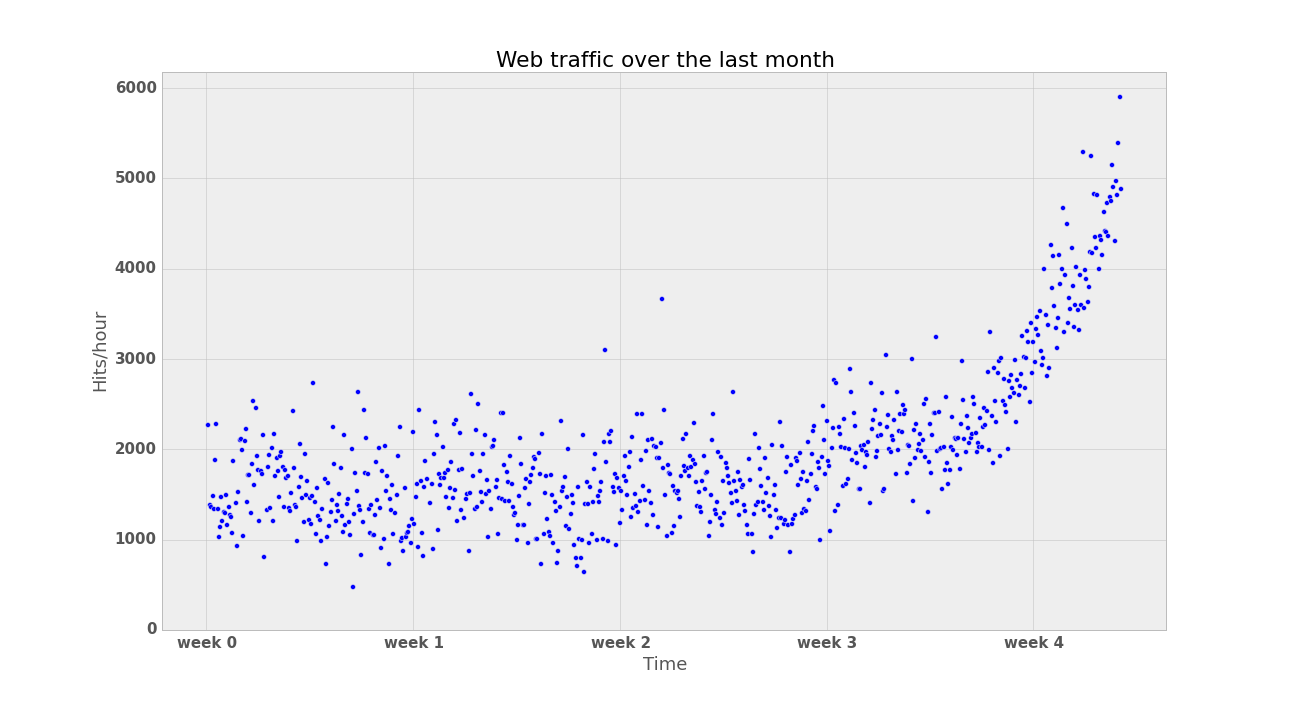 Web traffic over the last month
6000
5000
4000
3000
2000
1000
0
Hits/hour
week 0 week 1 week 2 week 3 week 4
Time